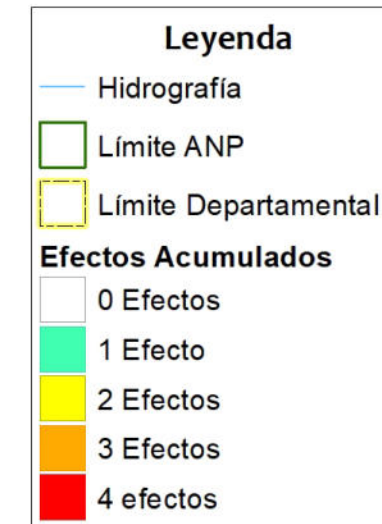 Leyenda
Hidrografía
Límite ANP
Límite Departamental
Efectos Acumulados
0 Efectos
1 Efecto
2 Efectos
3 Efectos
4 efectos